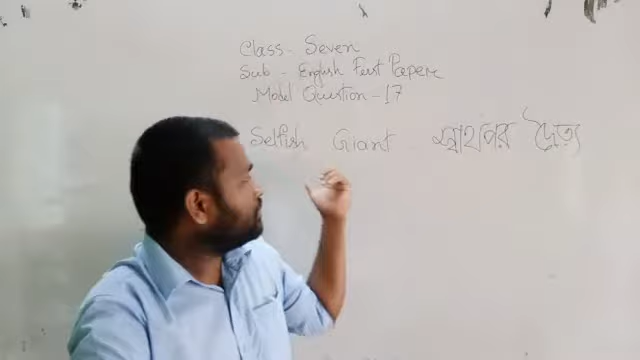 Class - Seven
Sub - English First Paper
Model Question - 17
Selfish Giant স্বার্থপর দৈত্য